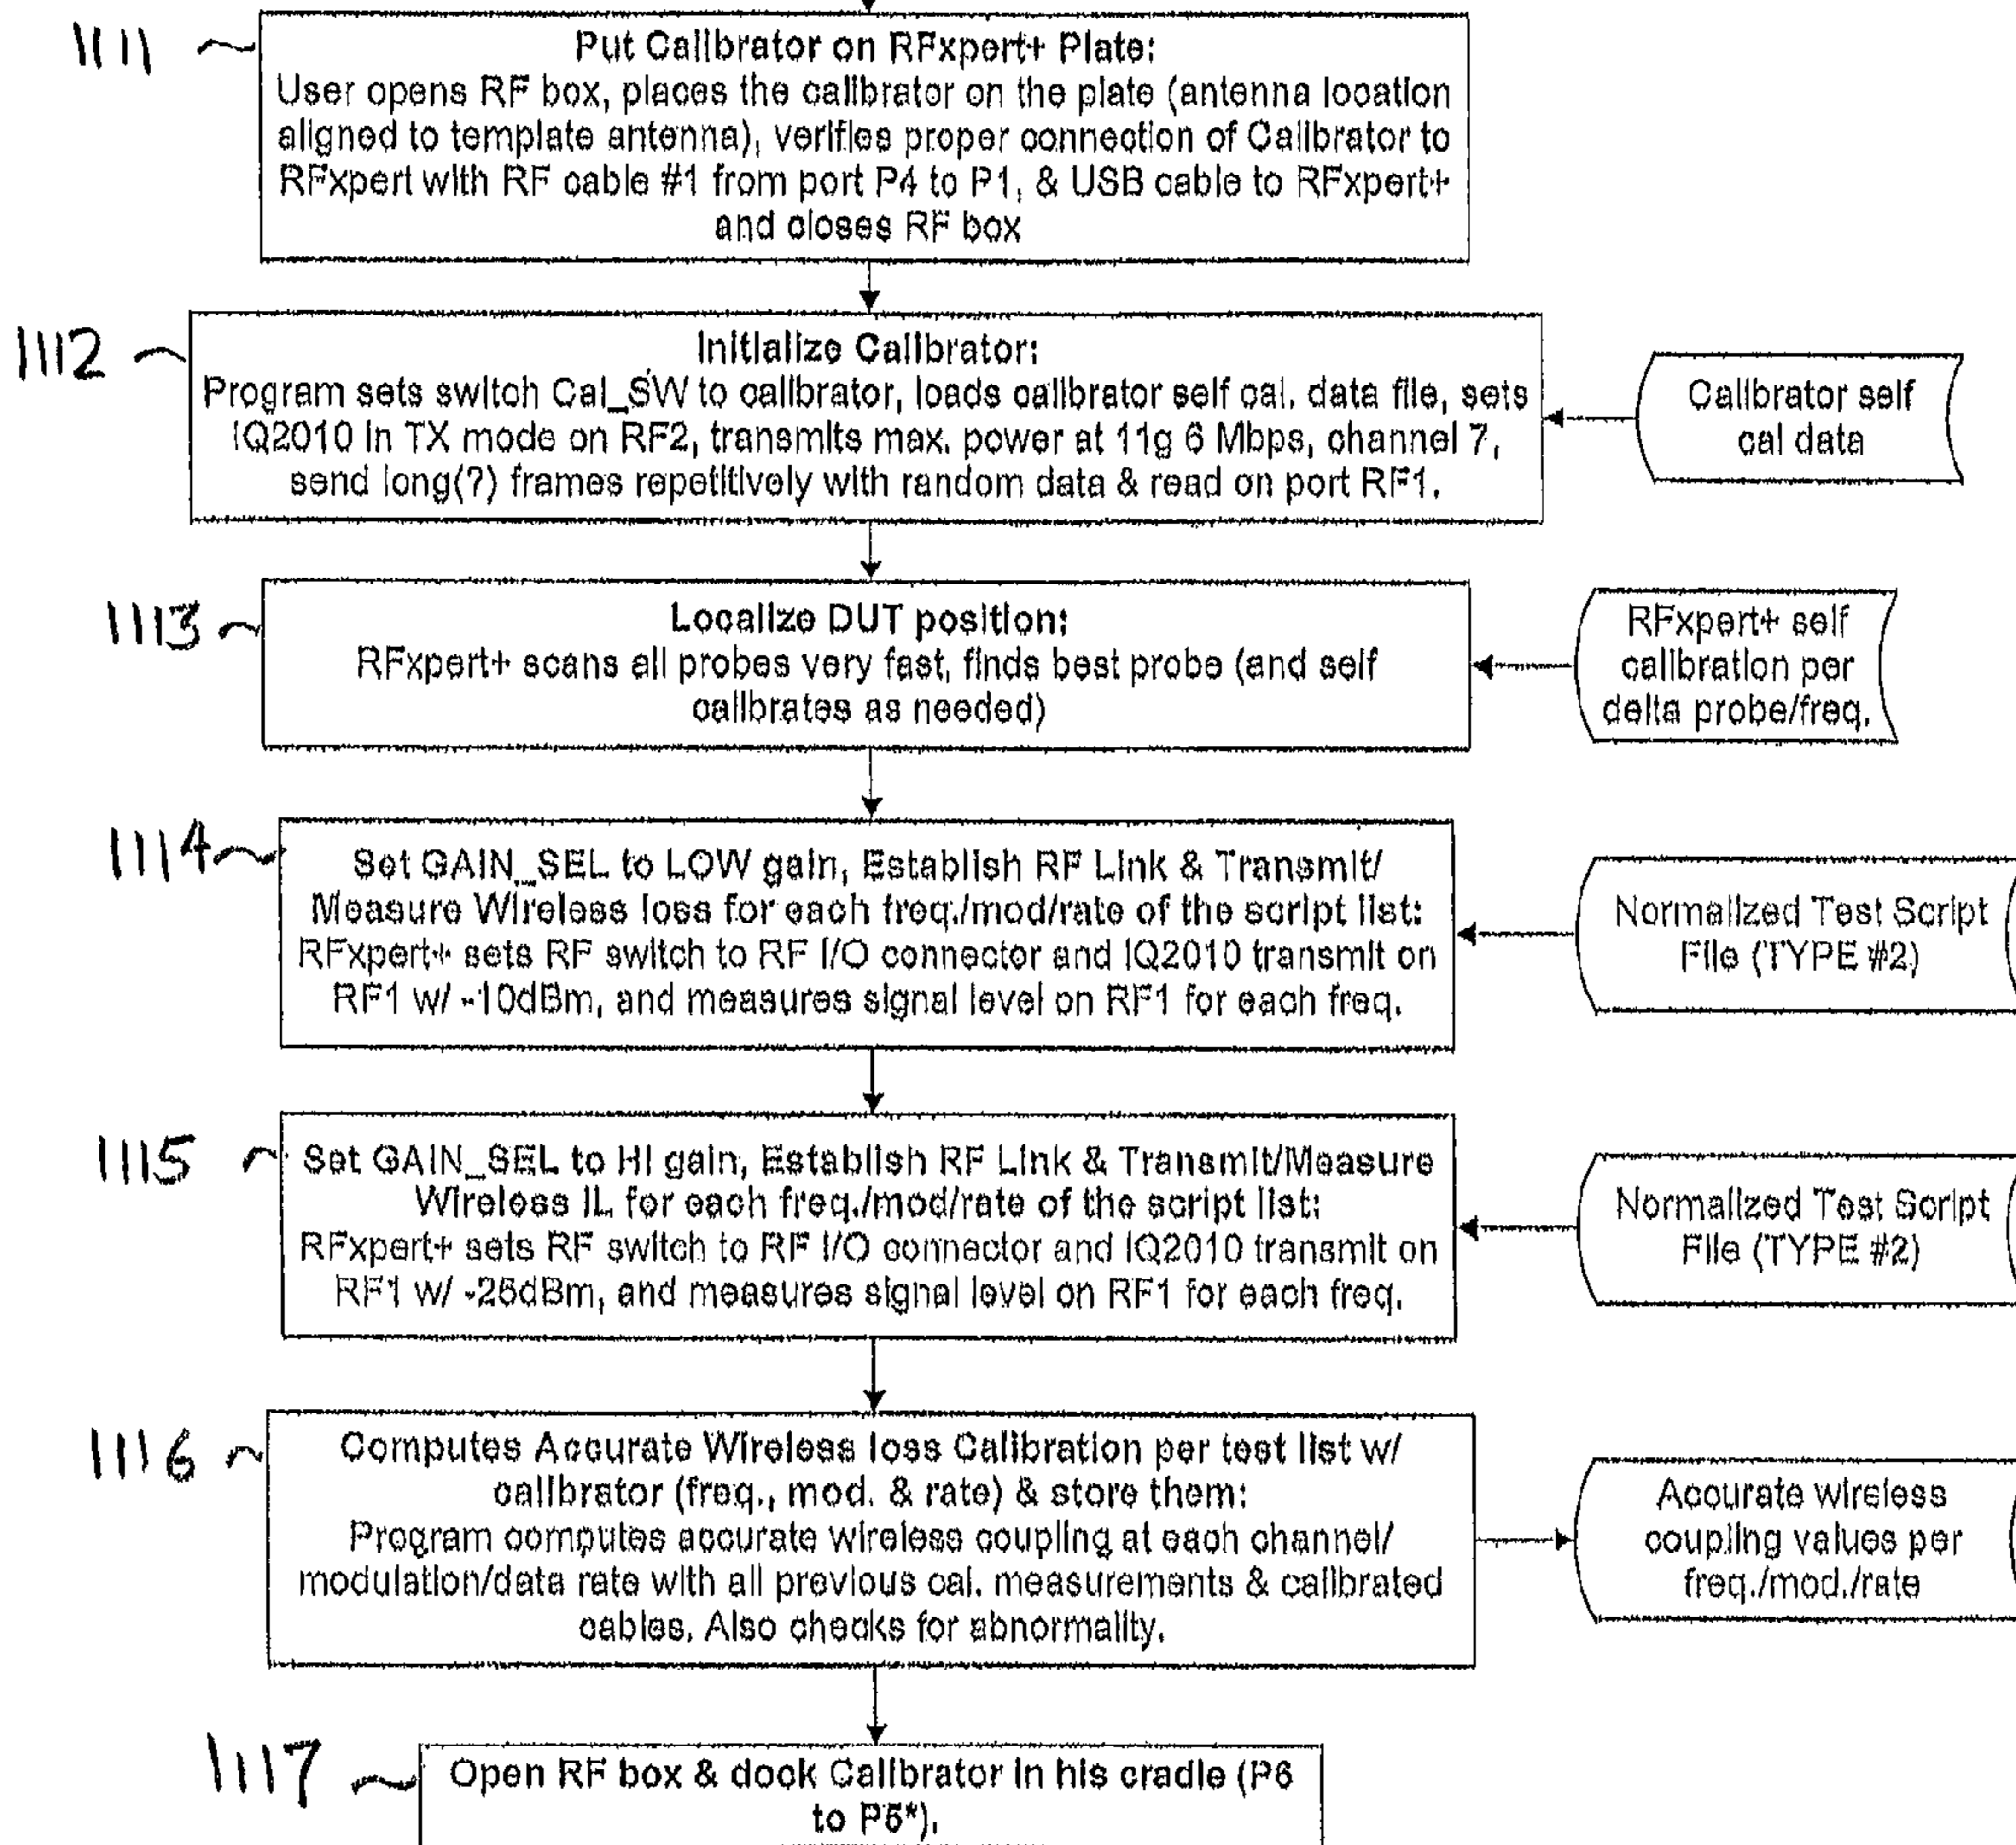 1111
Put Calibrator on RFxpert+ Plate:
User opens RF box, places the calibrator on the plate (antenna location
aligned to template antenna), verifies proper connection of Calibrator to
RFxpert with RF cable #1 from port P4 to P1, & USB cable to RFxpert+
and closes RF box
1112
Initialize Calibrator:
Program sets switch Cal_SW to calibrator, loads calibrator self cal. data file, sets
IQ2010 in TX mode on RF2, transmits max. power at 11g 6 Mbps, channel 7,
send long(?) frames repetitively with random data & read on port RF1.
Calibrator self
cal data
1113
Localize DUT position:
RFxpert+ scans all probes very fast, finds best probe (and self
calibrates as needed)
RFxpert+ self
calibration per
delta probe/freq.
1114
Set GAIN_SEL to LOW gain, Establish RF Link & Transmit/
Measure Wireless loss for each freq./mod/rate of the script list:
RFxpert+ sets RF switch to RF I/O connector and IQ2010 transmit on
RF1 w/ -10dBm, and measures signal level on RF1 for each freq.
Normalized Test Script
File (TYPE #2)
1115
Set GAIN_SEL to HI gain, Establish RF Link & Transmit/Measure
Wireless IL for each freq./mod/rate of the script list:
RFxpert+ sets RF switch to RF I/O connector and IQ2010 transmit on
RF1 w/ dBm, and measures signal level on RF1 for each freq.
Normalized Test Script
File (TYPE #2)
1116
Computes Accurate Wireless loss Calibration per test list w/
calibrator (freq., mod. & rate) & store them:
Program computes accurate wireless coupling at each channel/
modulation/data rate with all previous cal. measurements & calibrated
cables. Also checks for abnormality.
Accurate wireless
coupling values per
freq./mod./rate
1117
Open RF box & dock Calibrator in his cradle (P6
to P5*).